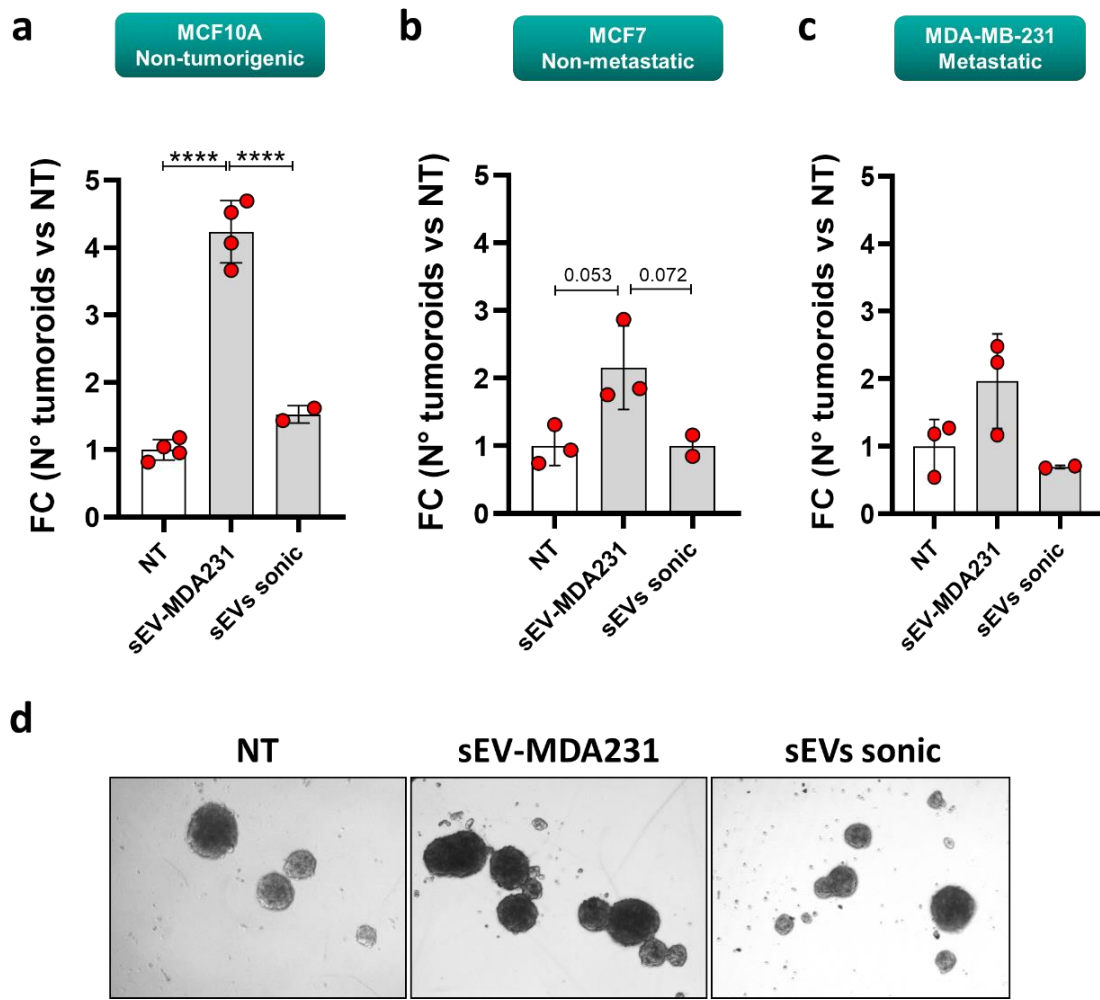 a
MCF10A
Non-tumorigenic
b
MCF7
Non-metastatic
c
MDA-MB-231
Metastatic
FC (N° tumoroids vs NT)
5
4
3
2
1
0
****
****
NT
sEV-MDA231
sEVs sonic
FC (N° tumoroids vs NT)
5
4
3
2
1
0
0.053
0.072
NT
sEV-MDA231
sEVs sonic
FC (N° tumoroids vs NT)
5
4
3
2
1
0
NT
sEV-MDA231
sEVs sonic
d
NT
sEV-MDA231
sEVs sonic